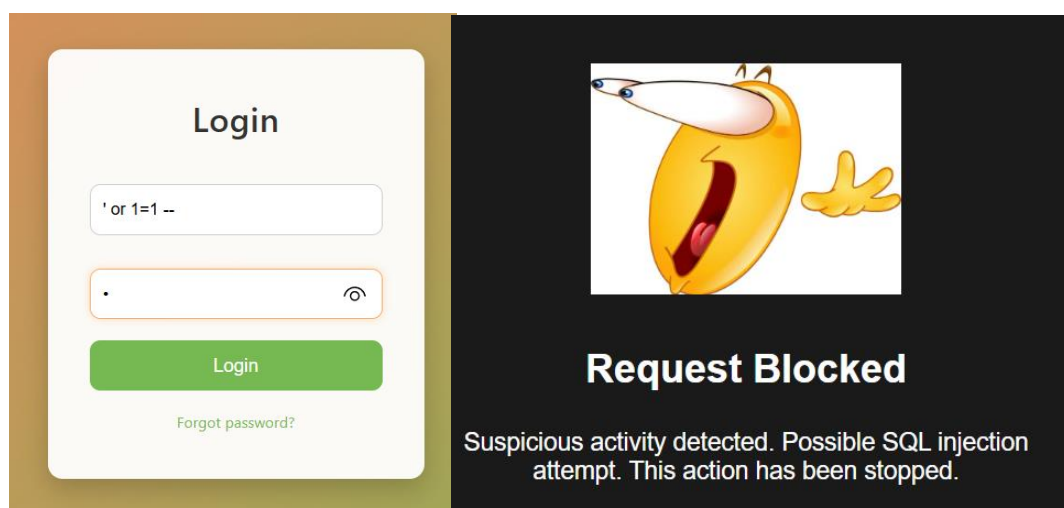 Login
' or 1=1 --
•
Login
Forgot password?
Request Blocked
Suspicious activity detected. Possible SQL injection
attempt. This action has been stopped.